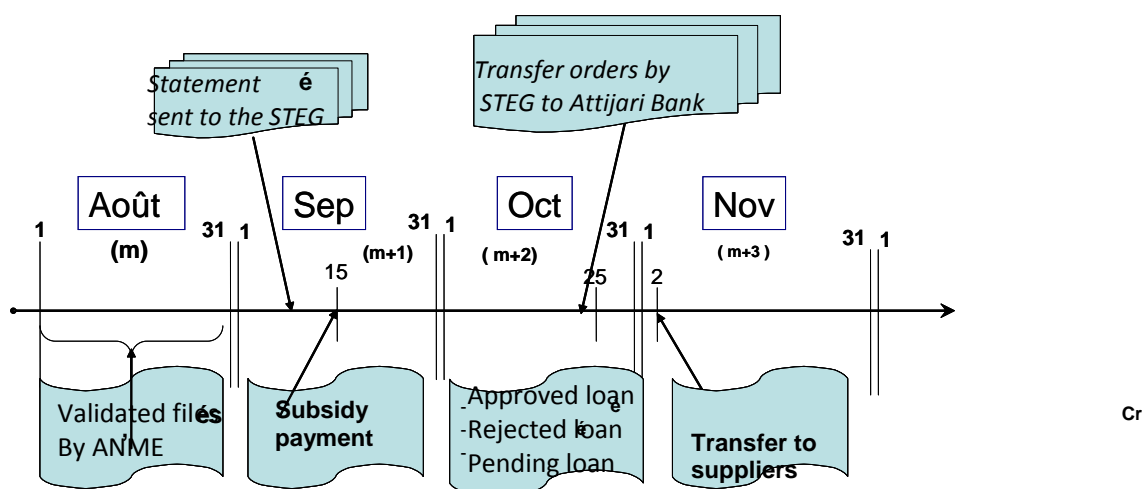 Statement é
sent to the STEG
Transfer orders by
STEG to Attijari Bank
Août
Sep
Oct
Nov
1
(m)
31 1
(m+1)
31 1
( m+2)
31 1
( m+3 )
31 1
15
25
2
Validated files és
By ANME
Subsidy
payment
-Approved loan é
-Rejected loan é
-Pending loan
Transfer to
suppliers
Cr